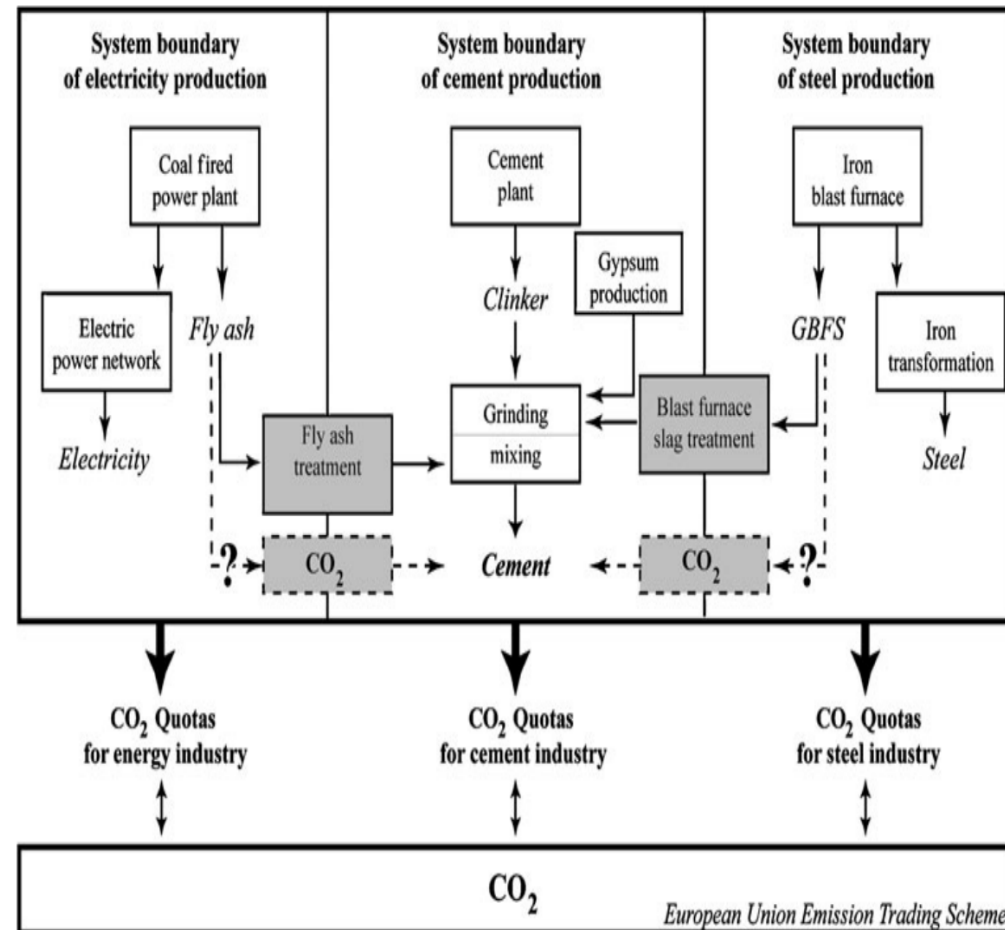 System boundary
of electricity production
System boundary
of cement production
System boundary
of steel production
Coal fired
power plant
Cement
plant
Iron
blast furnace
Gypsum
production
Electric
power network
Fly ash
Clinker
GBFS
Iron
transformation
Electricity
Fly ash
treatment
Grinding
mixing
Blast furnace
slag treatment
Steel
?
CO2
Cement
CO2
?
CO2 Quotas
for energy industry
CO2 Quotas
for cement industry
CO2 Quotas
for steel industry
CO2
European Union Emission Trading Scheme